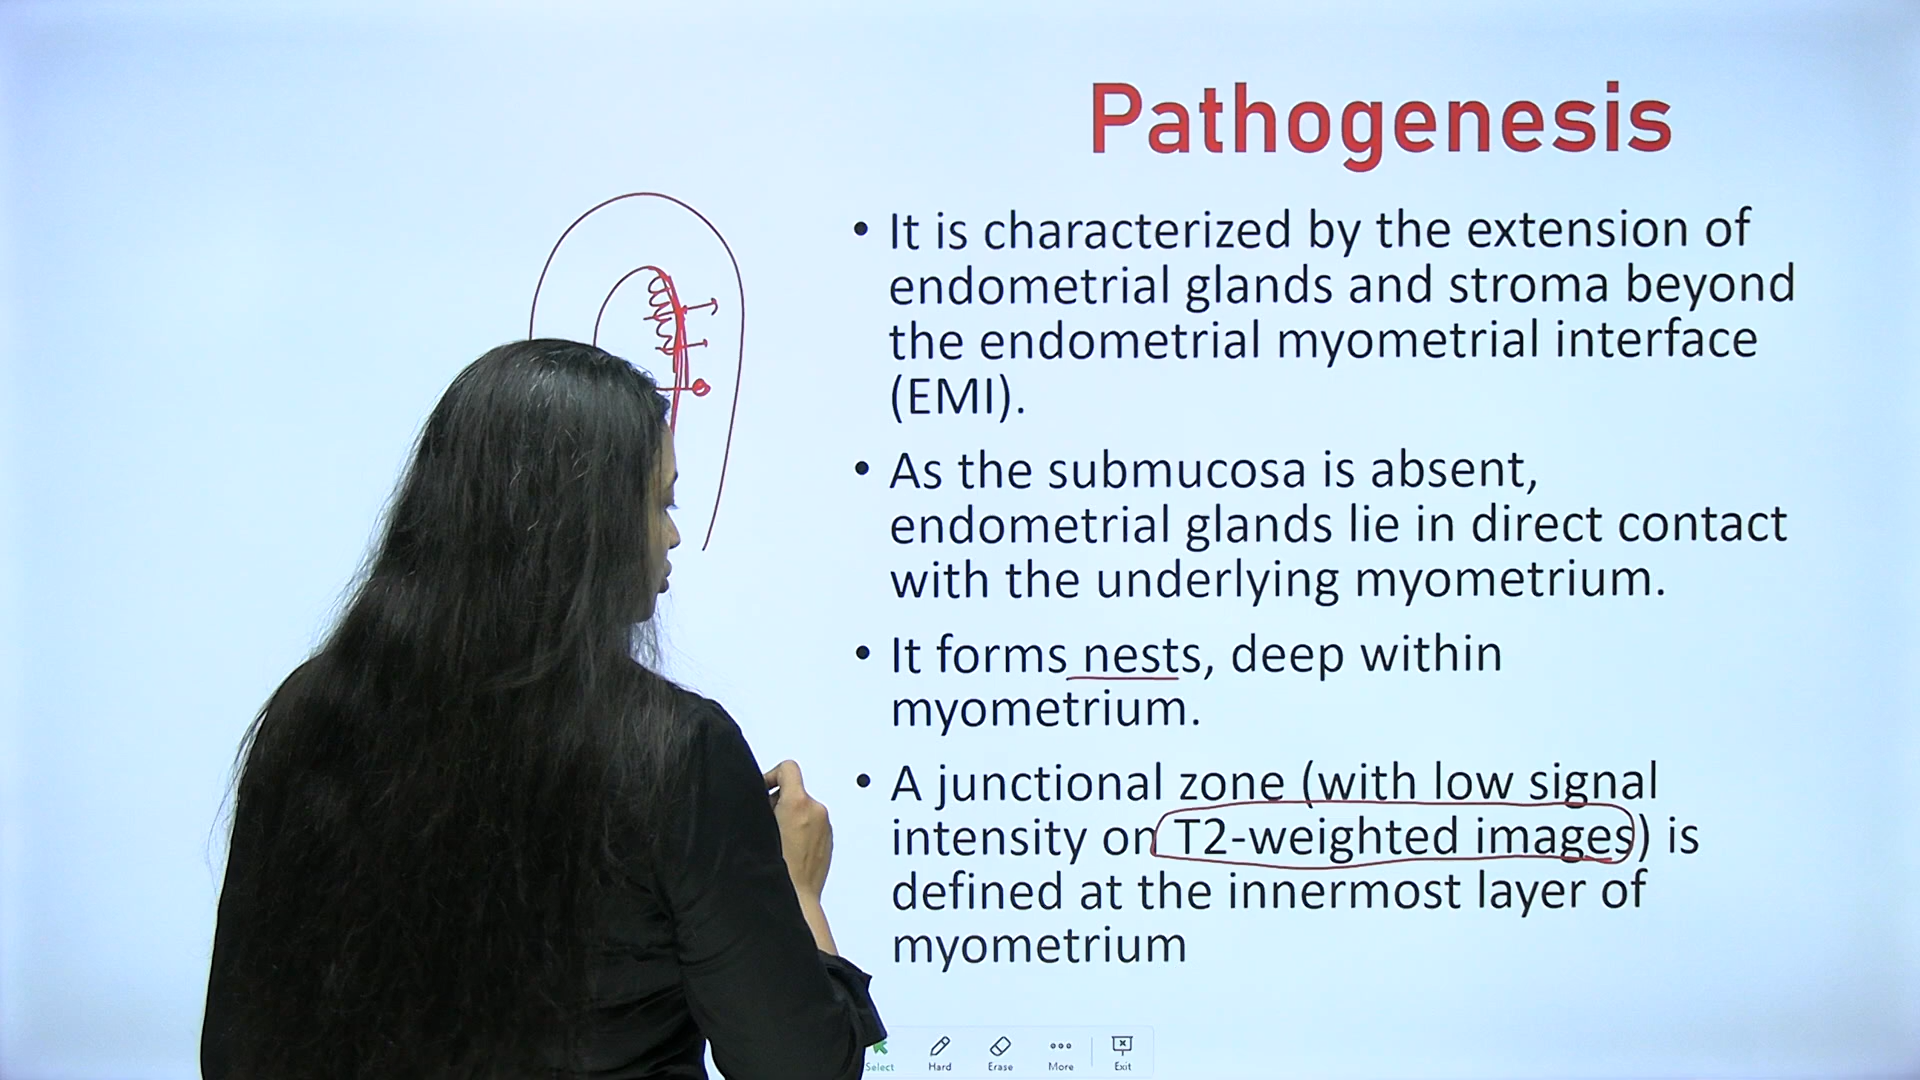 Pathogenesis
• It is characterized by the extension of
endometrial glands and stroma beyond
the endometrial myometrial interface
(EMI).
• As the submucosa is absent,
endometrial glands lie in direct contact
with the underlying myometrium.
• It forms nests, deep within
myometrium.
• A junctional zone (with low signal
intensity on T2-weighted images) is
defined at the innermost layer of
myometrium
Select Hard Erase More Exit